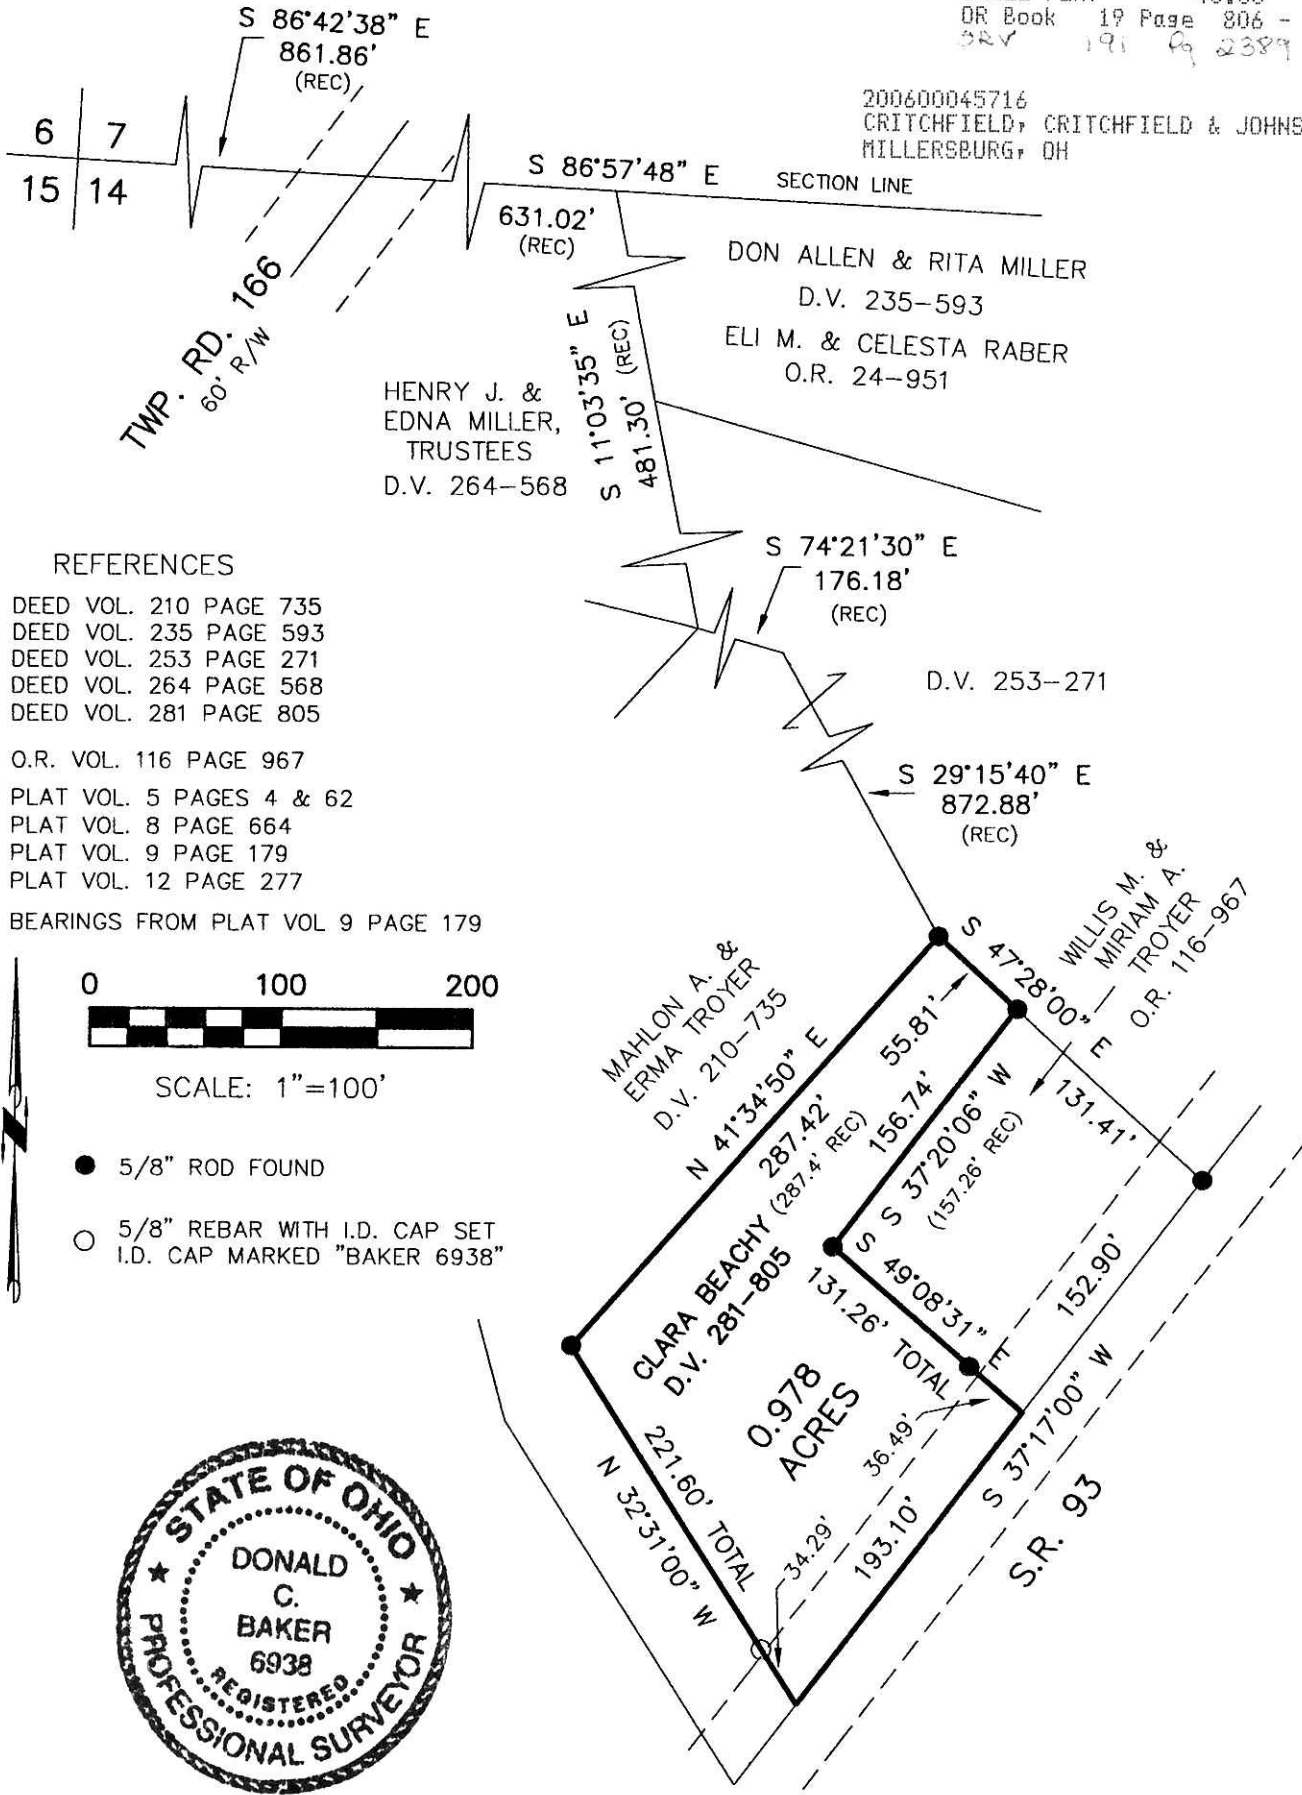 OR Book 19 Page 806 -
191 Pg 2389
200600045716
CRITCHFIELD, CRITCHFIELD & JOHNS
MILLERSBURG, OH
S 86°42'38" E
861.86'
(REC)
6 7
15 14
S 86°57'48" E
SECTION LINE
631.02'
(REC)
TWP. RD. 166
60' R/W
DON ALLEN & RITA MILLER
D.V. 235-593
ELI M. & CELESTA RABER
O.R. 24-951
HENRY J. &
EDNA MILLER,
TRUSTEES
D.V. 264-568
S 11°03'35" E
481.30' (REC)
S 74°21'30" E
176.18'
(REC)
D.V. 253-271
S 29°15'40" E
872.88'
(REC)
REFERENCES
DEED VOL. 210 PAGE 735
DEED VOL. 235 PAGE 593
DEED VOL. 253 PAGE 271
DEED VOL. 264 PAGE 568
DEED VOL. 281 PAGE 805
O.R. VOL. 116 PAGE 967
PLAT VOL. 5 PAGES 4 & 62
PLAT VOL. 8 PAGE 664
PLAT VOL. 9 PAGE 179
PLAT VOL. 12 PAGE 277
BEARINGS FROM PLAT VOL 9 PAGE 179
0 100 200
SCALE: 1"=100'
5/8" ROD FOUND
5/8" REBAR WITH I.D. CAP SET
I.D. CAP MARKED "BAKER 6938"
WILLIS M. &
MIRIAM A.
TROYER
O.R. 116-967
S 47°28'00" E
55.81'
131.41'
MAHLON A. &
ERMA TROYER
D.V. 210-735
N 41°34'50" E
287.42'
(287.4' REC)
156.74'
S 37°20'06" W
(157.26' REC)
CLARA BEACHY
D.V. 281-805
S 49°08'31" E
131.26' TOTAL
S
152.90'
0.978
ACRES
36.49'
S 37°17'00" W
193.10'
S.R. 93
34.29'
221.60' TOTAL
N 32°31'00" W
STATE OF OHIO
DONALD
C.
BAKER
6938
REGISTERED
PROFESSIONAL SURVEYOR